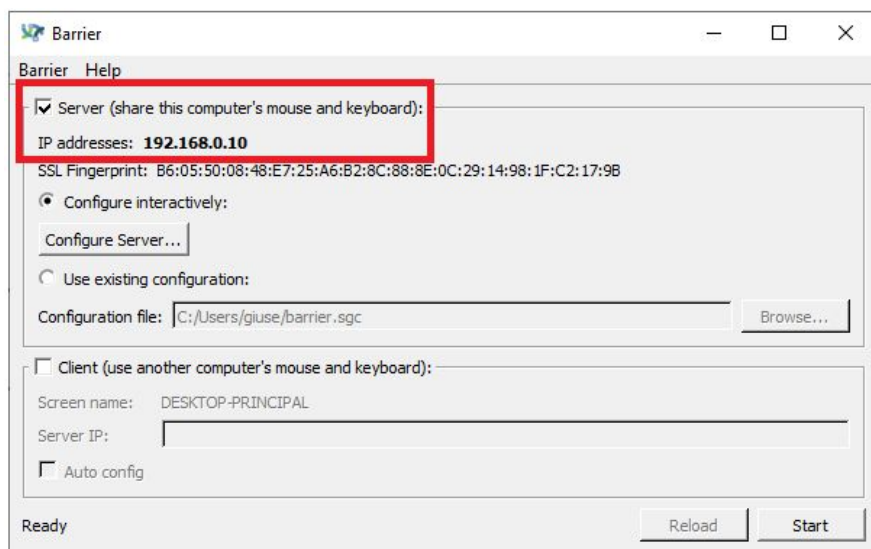 Barrier
Barrier Help
Server (share this computer's mouse and keyboard):
IP addresses: 192.168.0.10
SSL Fingerprint: B6:05:50:08:48:E7:25:A6:B2:8C:88:8E:0C:29:14:98:1F:C2:17:9B
Configure interactively:
Configure Server...
Use existing configuration:
Configuration file: C:/Users/giuse/barrier.sgc Browse...
Client (use another computer's mouse and keyboard):
Screen name: DESKTOP-PRINCIPAL
Server IP:
Auto config
Ready Reload Start